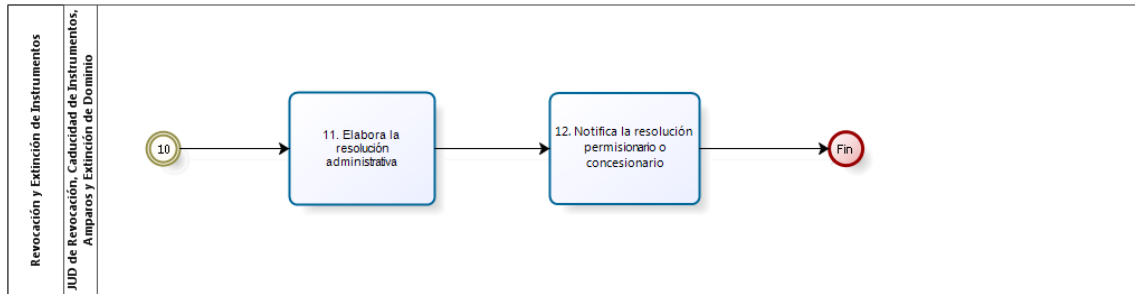 Revocación y Extinción de Instrumentos
JUD de Revocación, Caducidad de Instrumentos,
Amparos y Extinción de Dominio
10
11. Elabora la
resolución
administrativa
12. Notifica la resolución
permisionario o
concesionario
Fin